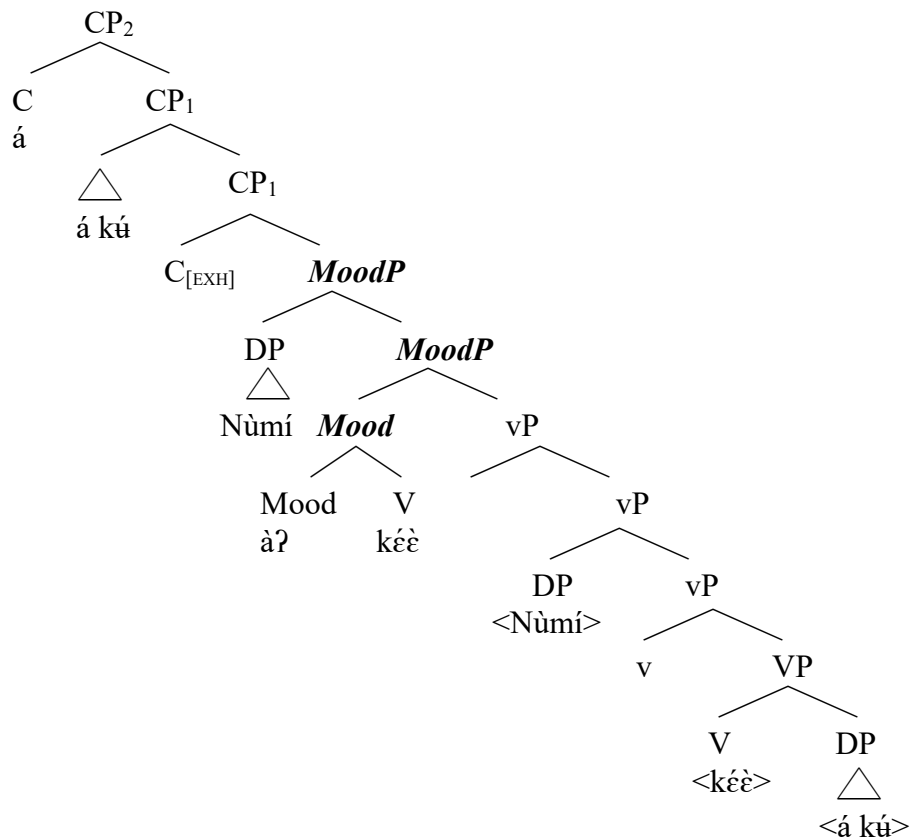 CP₂
C CP₁
á
CP₁
á kʉ́
C[EXH] MoodP
DP MoodP
Nùmí Mood vP
Mood V vP
àʔ kɛ́ɛ̀
DP vP
<Nùmí>
v VP
V DP
<kɛ́ɛ̀>
<á kʉ́>